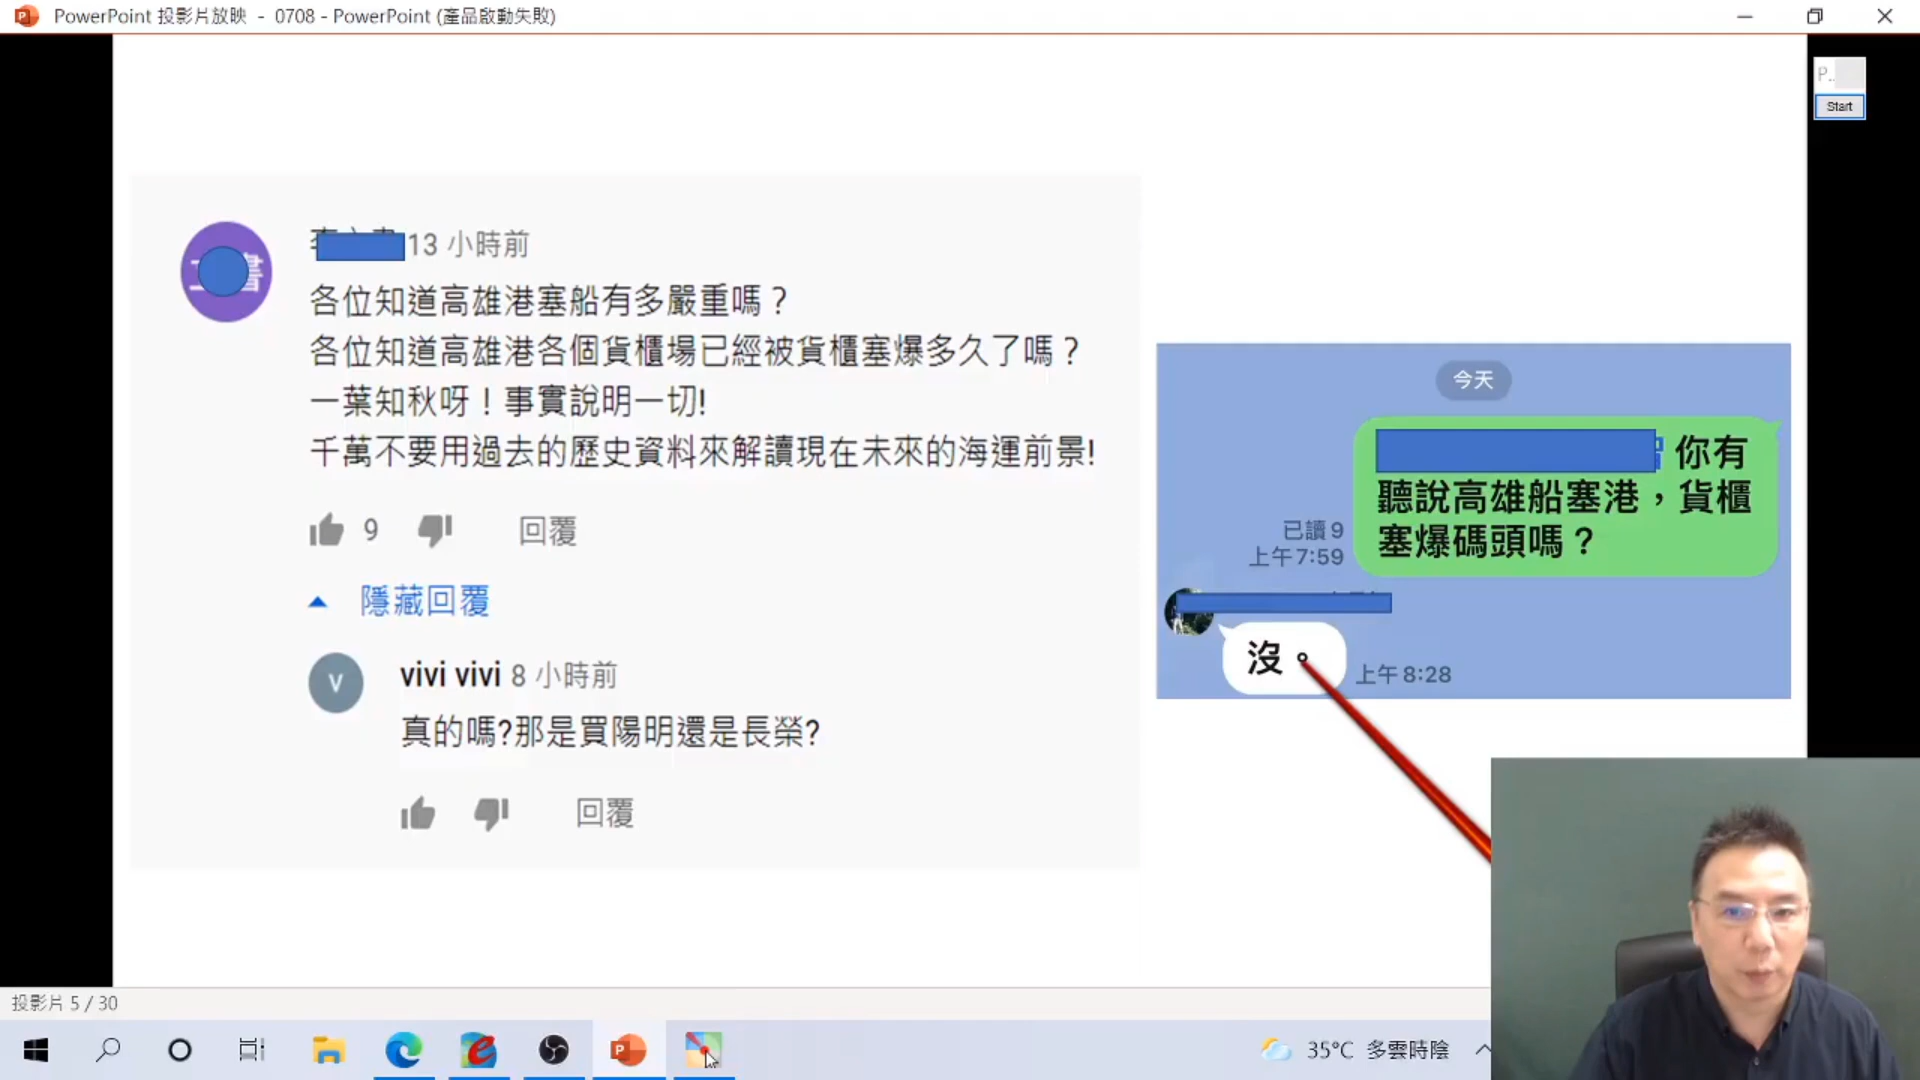 PowerPoint 投影片放映 - 0708 - PowerPoint (產品啟動失敗)
P..
Start
13 小時前
各位知道高雄港塞船有多嚴重嗎？
各位知道高雄港各個貨櫃場已經被貨櫃塞爆多久了嗎？
一葉知秋呀！事實說明一切!
千萬不要用過去的歷史資料來解讀現在未來的海運前景!
9 回覆
隱藏回覆
V
vivi vivi 8 小時前
真的嗎?那是買陽明還是長榮?
回覆
今天
你有
聽說高雄船塞港，貨櫃
塞爆碼頭嗎？
已讀 9
上午 7:59
沒。
上午 8:28
投影片 5 / 30
35°C 多雲時陰